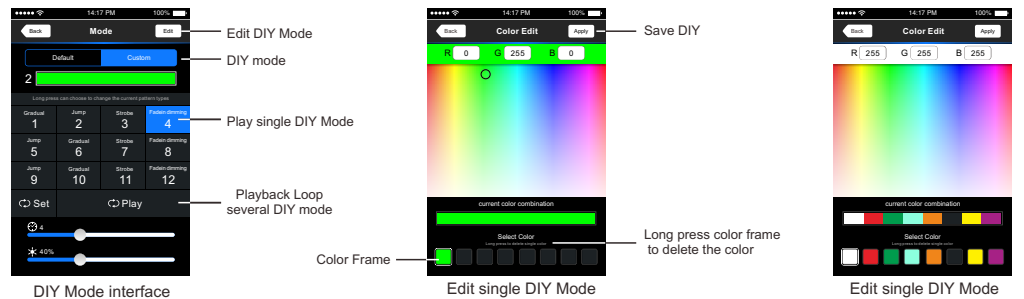 14:17 PM 100%
Back Mode Edit
Default Custom
2
Long press can choose to change the current pattern types
Gradual Jump Strobe Fadein dimming
1 2 3 4
Jump Gradual Strobe Fadein dimming
5 6 7 8
Jump Gradual Strobe Fadein dimming
9 10 11 12
Set Play
4
40%
DIY Mode interface
Edit DIY Mode
DIY mode
Play single DIY Mode
Playback Loop
several DIY mode
Color Frame
14:17 PM 100%
Back Color Edit Apply
R 0 G 255 B 0
current color combination
Select Color
Long press to delete single color
Edit single DIY Mode
Save DIY
Long press color frame
to delete the color
14:17 PM 100%
Back Color Edit Apply
R 255 G 255 B 255
current color combination
Select Color
Long press to delete single color
Edit single DIY Mode